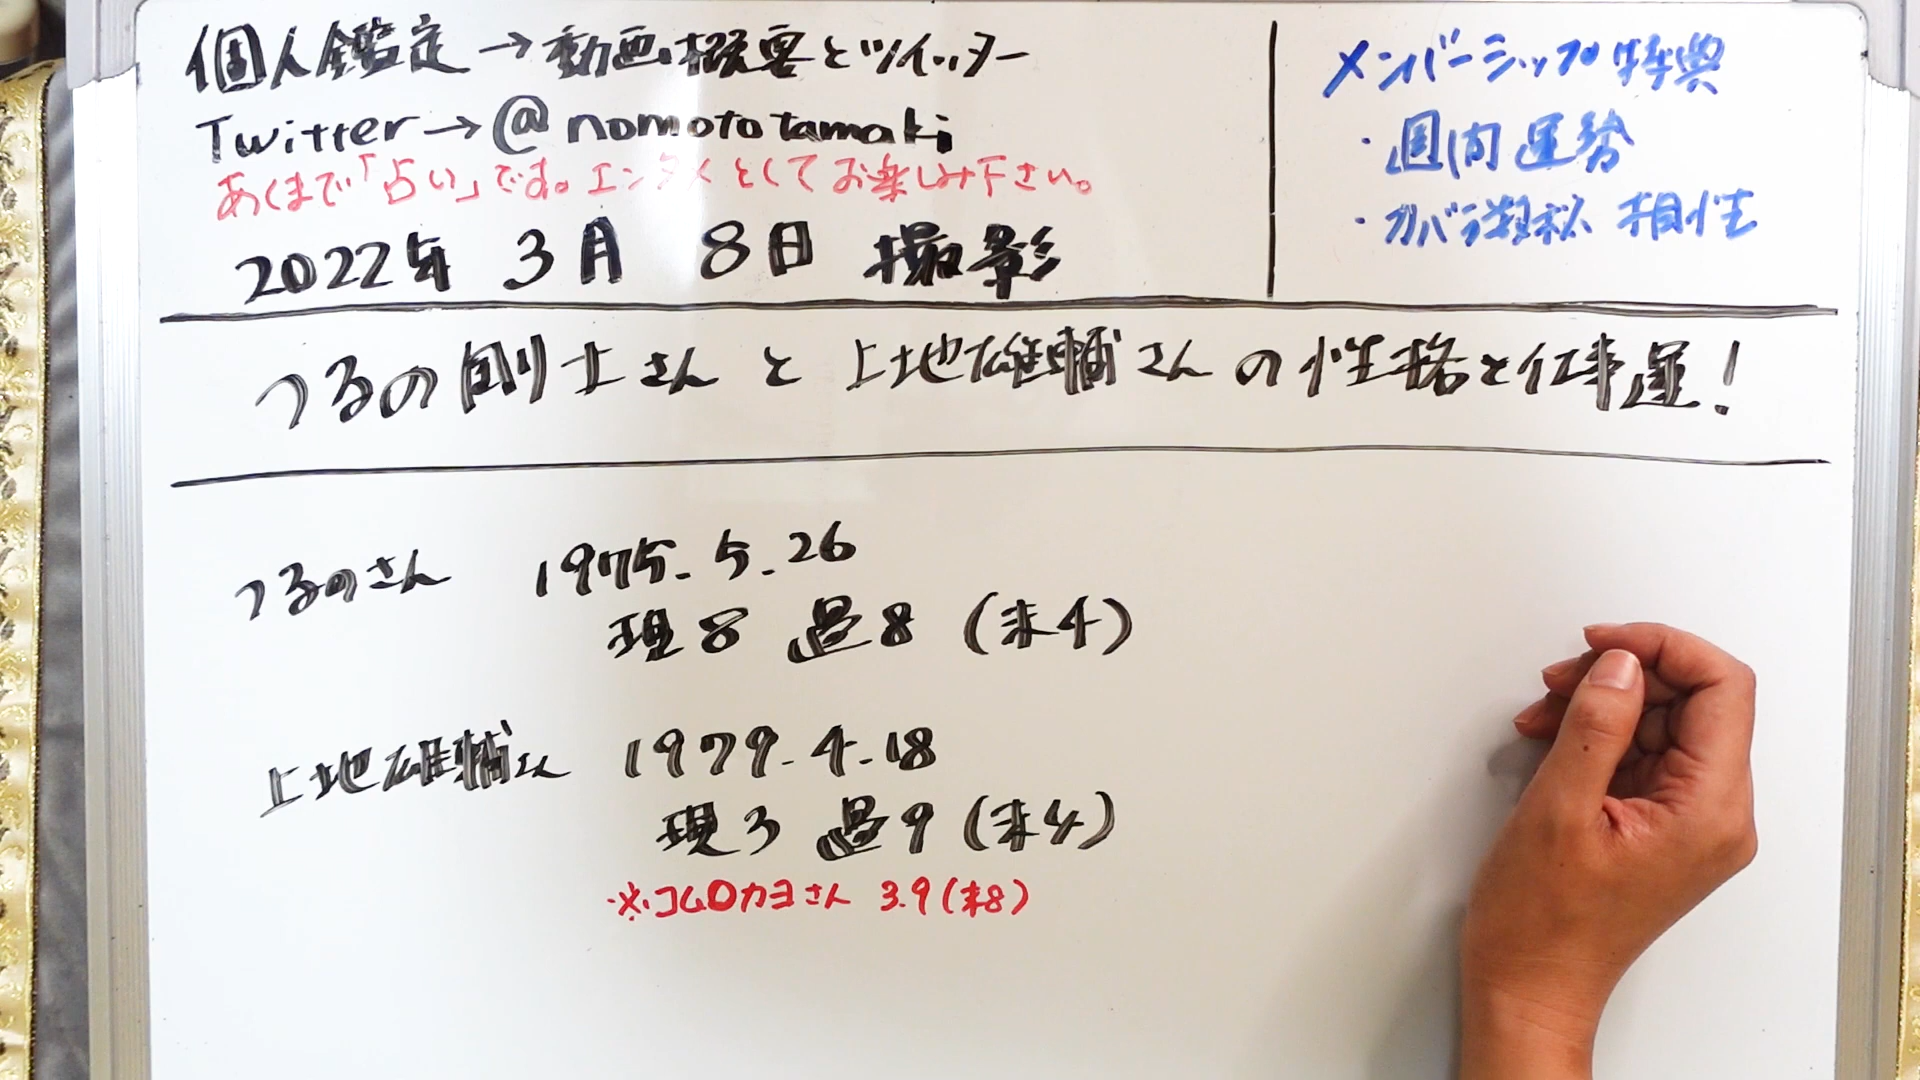 個人鑑定→動画概要とツイッター
Twitter→@nomototamaki
あくまで「占い」です。エンタメとしてお楽しみ下さい。
2022年 3月 8日 撮影
メンバーシップ特典
・週間運勢
・カバラ数秘 相性
つるの剛士さんと上地雄輔さんの性格と仕事運!
つるのさん 1975.5.26
現8 過8 (未4)
上地雄輔さん 1979.4.18
現3 過9 (未4)
※コムロカヨさん 3.9(未8)